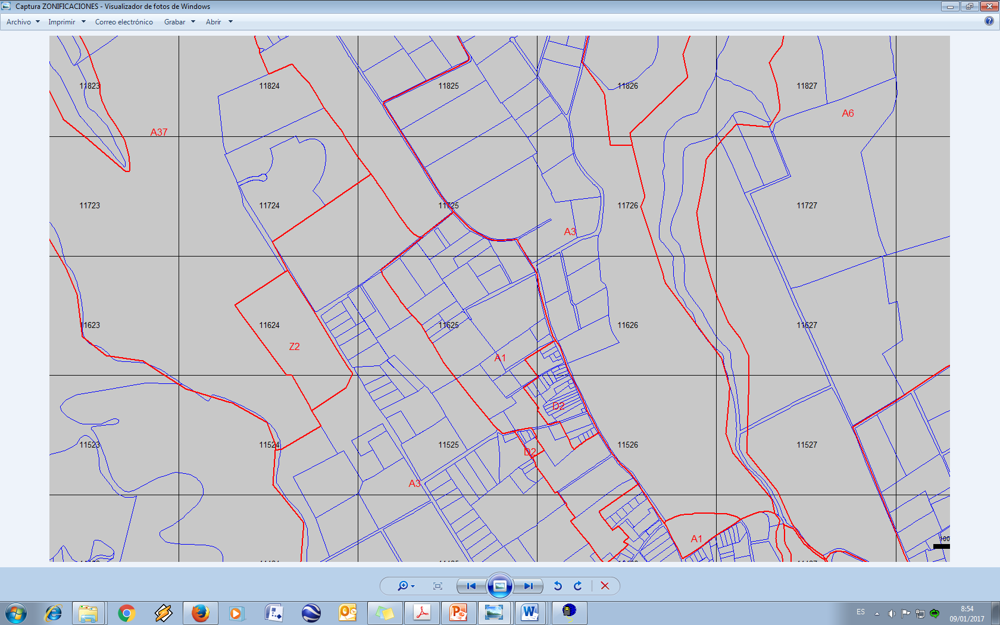 Captura ZONIFICACIONES - Visualizador de fotos de Windows
Archivo Imprimir Correo electrónico Grabar Abrir
11823 11824 11825 11826 11827
A6
A37
11723 11724 11725 11726 11727
A3
11623 11624 11625 11626 11627
Z2
A1
D2
11523 11524 11525 11526 11527
D2
A3
A1
100
ES
8:54
09/01/2017